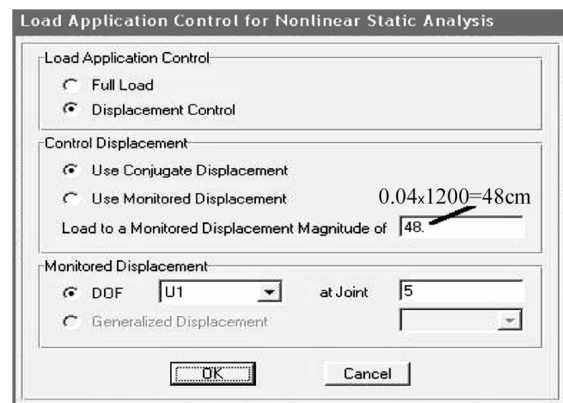 Load Application Control for Nonlinear Static Analysis
Load Application Control
Full Load
Displacement Control
Control Displacement
Use Conjugate Displacement
Use Monitored Displacement
0.04x1200=48cm
Load to a Monitored Displacement Magnitude of 48.
Monitored Displacement
DOF U1 at Joint 5
Generalized Displacement
OK Cancel